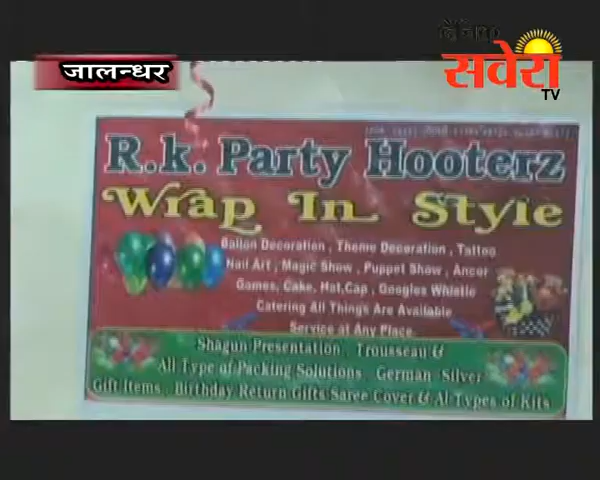 दैनिक
सवेरा
TV
जालन्धर
R.k. Party Hooterz
Wrap In Style
Ballon Decoration , Theme Decoration , Tattoo
Nail Art , Magic Show , Puppet Show , Ancor
Games, Cake, Hat,Cap , Googles Whistle
Catering All Things Are Available
Service at Any Place.
Shagun Presentation , Trousseau &
All Type of Packing Solutions , German Silver
Gift Items , Birthday Return Gifts Saree Cover & Al Types of Kits